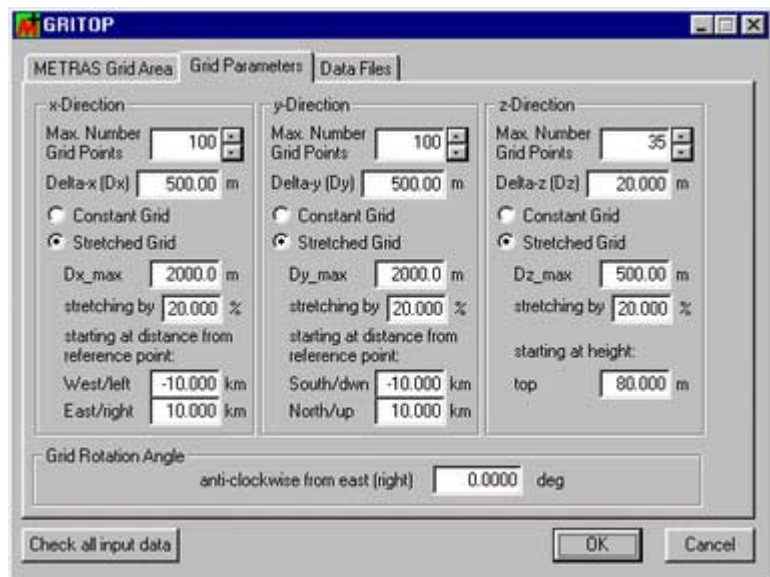 GRITOP
METRAS Grid Area Grid Parameters Data Files
x-Direction
Max. Number
Grid Points
100
Delta-x (Dx) 500.00 m
Constant Grid
Stretched Grid
Dx_max 2000.0 m
stretching by 20.000 %
starting at distance from
reference point:
West/left -10.000 km
East/right 10.000 km
y-Direction
Max. Number
Grid Points
100
Delta-y (Dy) 500.00 m
Constant Grid
Stretched Grid
Dy_max 2000.0 m
stretching by 20.000 %
starting at distance from
reference point:
South/dwn -10.000 km
North/up 10.000 km
z-Direction
Max. Number
Grid Points
35
Delta-z (Dz) 20.000 m
Constant Grid
Stretched Grid
Dz_max 500.00 m
stretching by 20.000 %
starting at height:
top 80.000 m
Grid Rotation Angle
anti-clockwise from east (right) 0.0000 deg
Check all input data OK Cancel